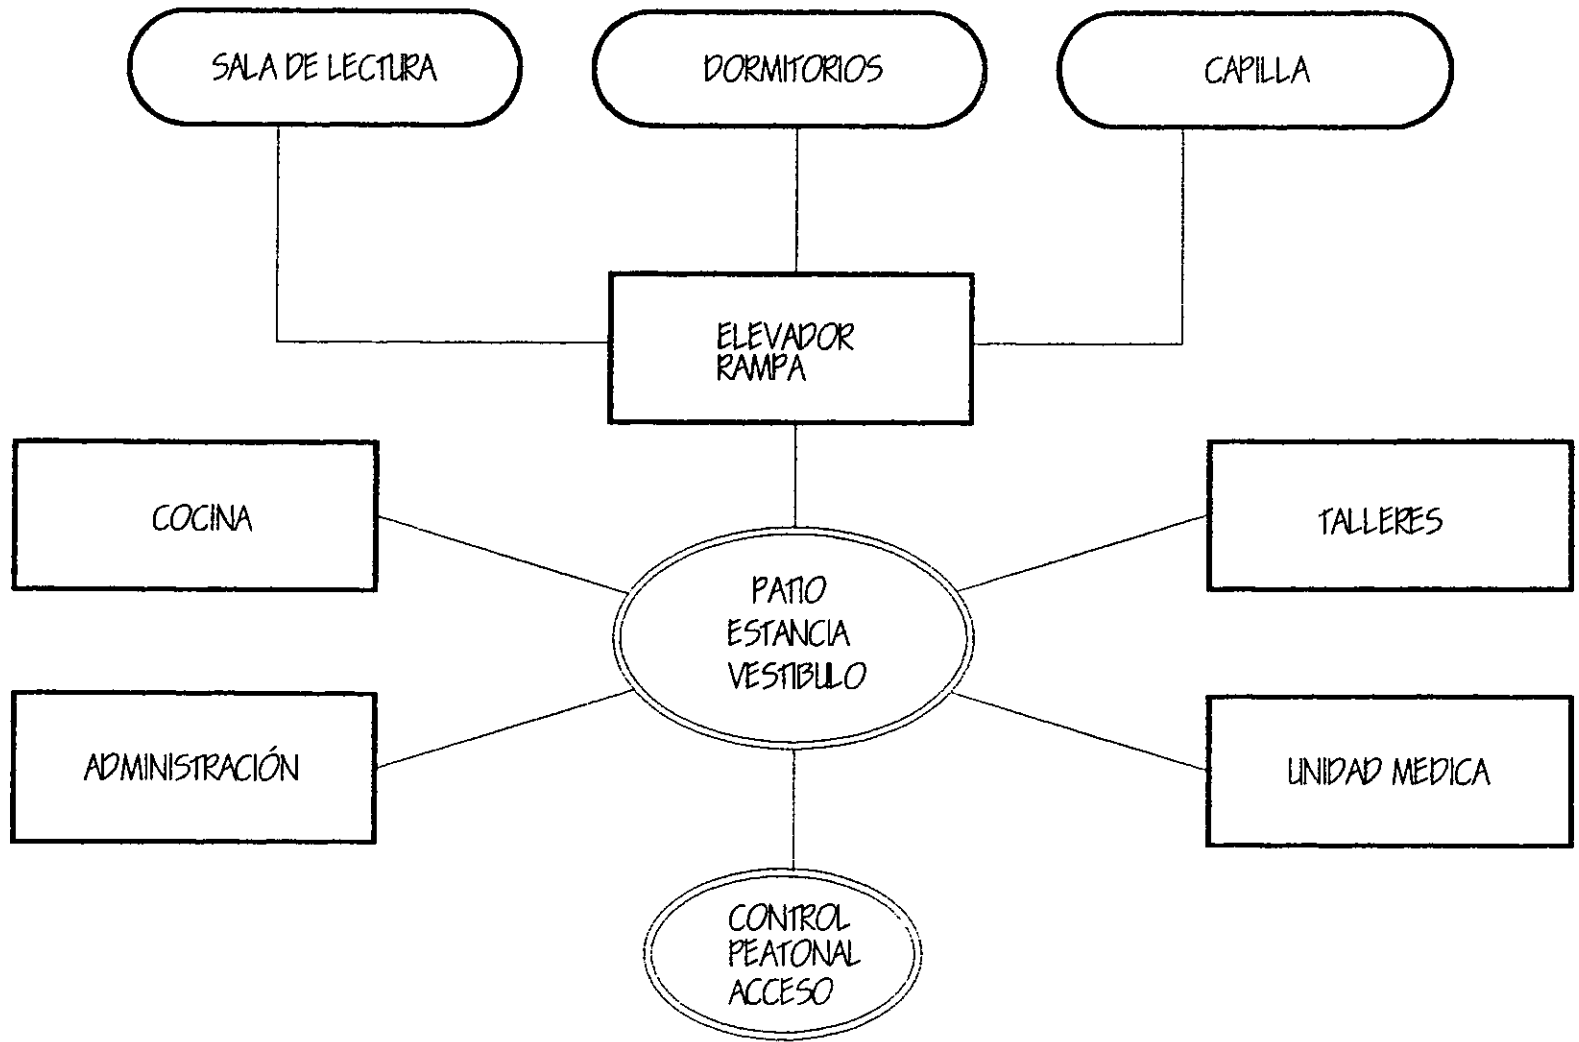 SALA DE LECTURA
DORMITORIOS
CAPILLA
ELEVADOR
RAMPA
COCINA
TALLERES
PATIO
ESTANCIA
VESTIBULO
ADMINISTRACIÓN
UNIDAD MEDICA
CONTROL
PEATONAL
ACCESO